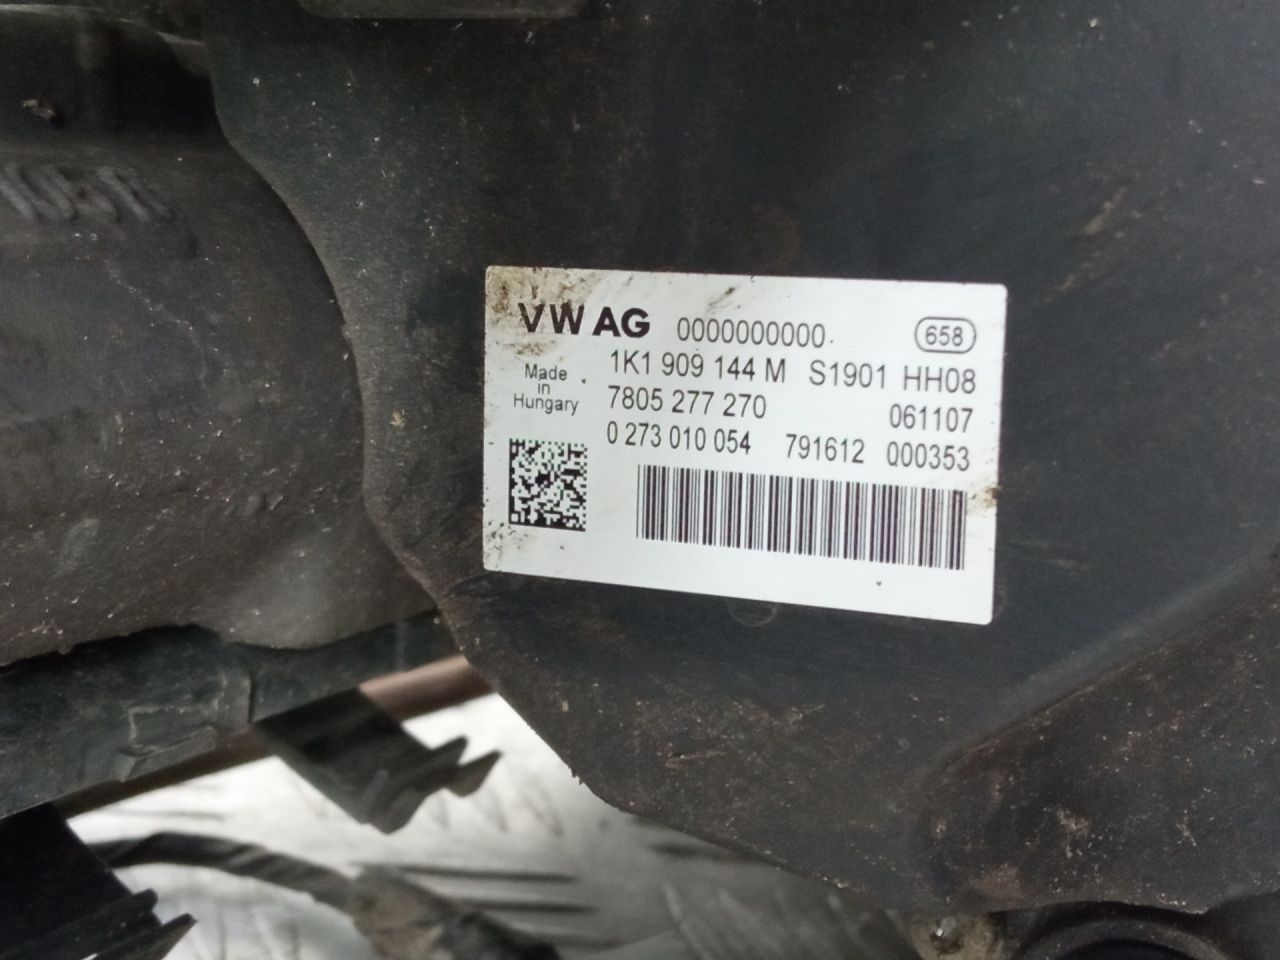 VW AG 0000000000 658
1K1 909 144 M S1901 HH08
Made in Hungary
7805 277 270 061107
0 273 010 054 791612 Q00353